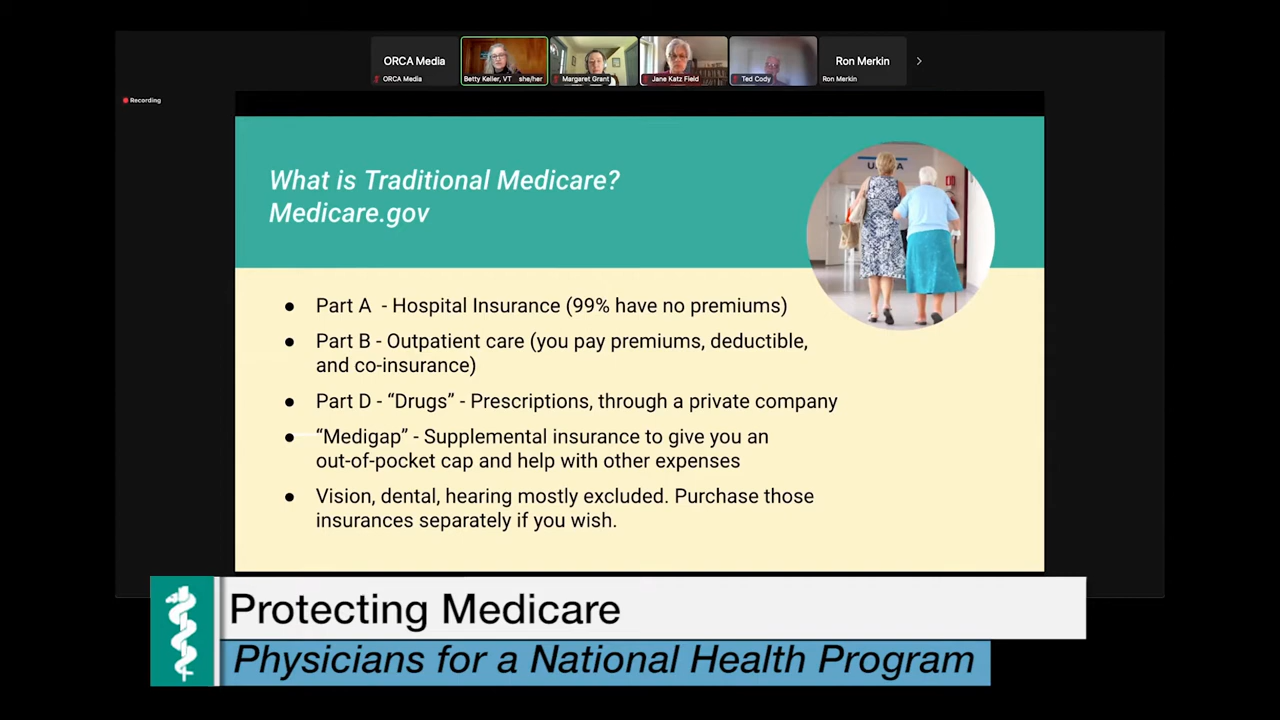 ORCA Media
Ron Merkin
ORCA Media
Betty Keller, VT she/her
Margaret Grant
Jane Katz Field
Ted Cody
Ron Merkin
Recording
What is Traditional Medicare?
Medicare.gov
● Part A - Hospital Insurance (99% have no premiums)
● Part B - Outpatient care (you pay premiums, deductible,
and co-insurance)
● Part D - “Drugs” - Prescriptions, through a private company
● “Medigap” - Supplemental insurance to give you an
out-of-pocket cap and help with other expenses
● Vision, dental, hearing mostly excluded. Purchase those
insurances separately if you wish.
Protecting Medicare
Physicians for a National Health Program